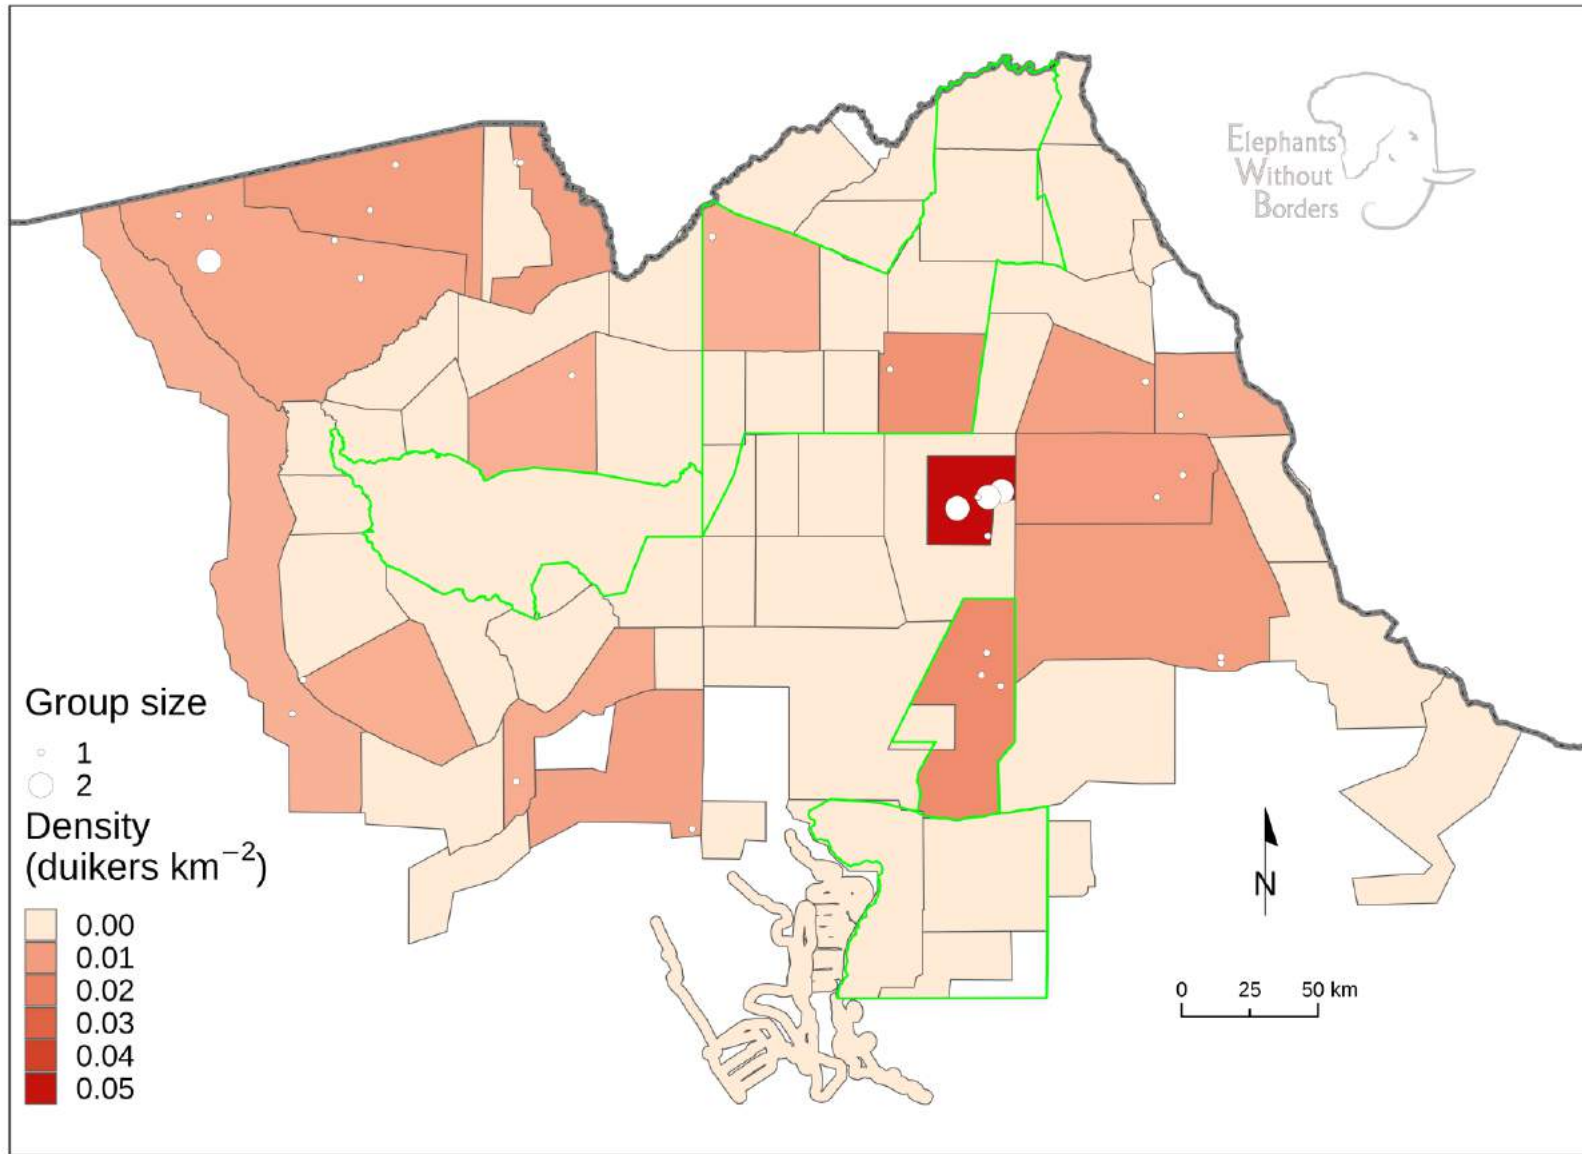 Elephants
Without
Borders
Group size
1
2
Density
(duikers km⁻²)
0.00
0.01
0.02
0.03
0.04
0.05
N
0 25 50 km